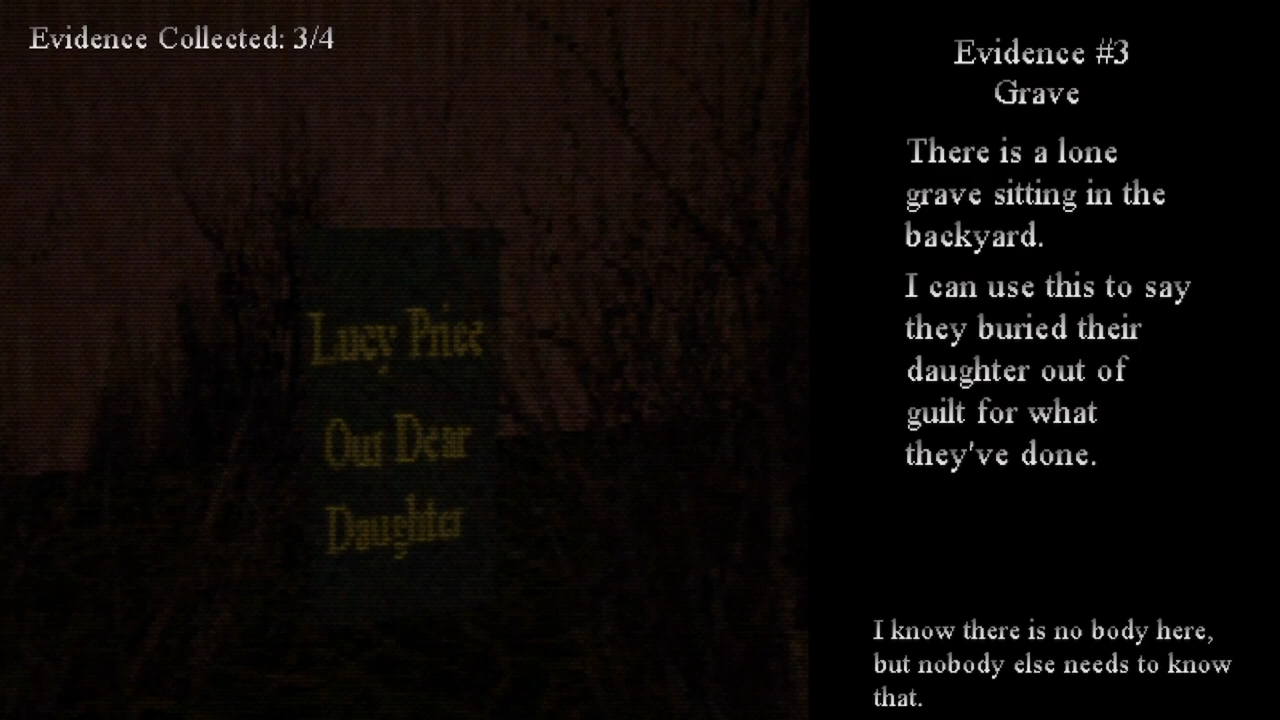 Evidence Collected: 3/4
Lucy Price
Our Dear
Daughter
Evidence #3
Grave
There is a lone
grave sitting in the
backyard.
I can use this to say
they buried their
daughter out of
guilt for what
they've done.
I know there is no body here,
but nobody else needs to know
that.